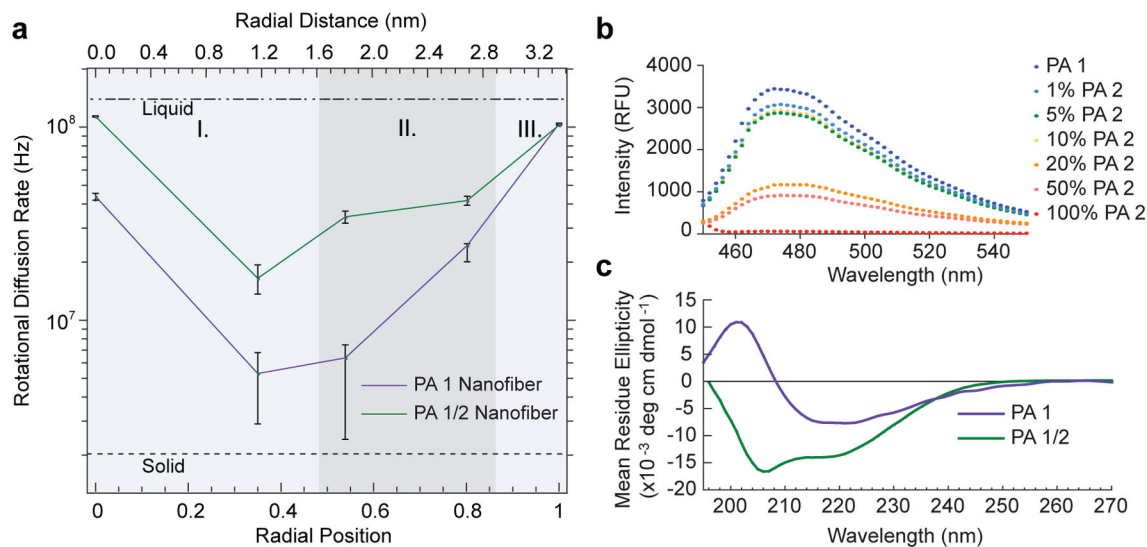 a
Radial Distance (nm)
0.0 0.4 0.8 1.2 1.6 2.0 2.4 2.8 3.2
Rotational Diffusion Rate (Hz)
10⁸
10⁷
Liquid
I. II. III.
PA 1 Nanofiber
PA 1/2 Nanofiber
Solid
0 0.2 0.4 0.6 0.8 1
Radial Position
b
Intensity (RFU)
4000
3000
2000
1000
0
460 480 500 520 540
Wavelength (nm)
PA 1
1% PA 2
5% PA 2
10% PA 2
20% PA 2
50% PA 2
100% PA 2
c
Mean Residue Ellipticity
(x10⁻³ deg cm dmol⁻¹)
15
10
5
0
-5
-10
-15
-20
PA 1
PA 1/2
200 210 220 230 240 250 260 270
Wavelength (nm)